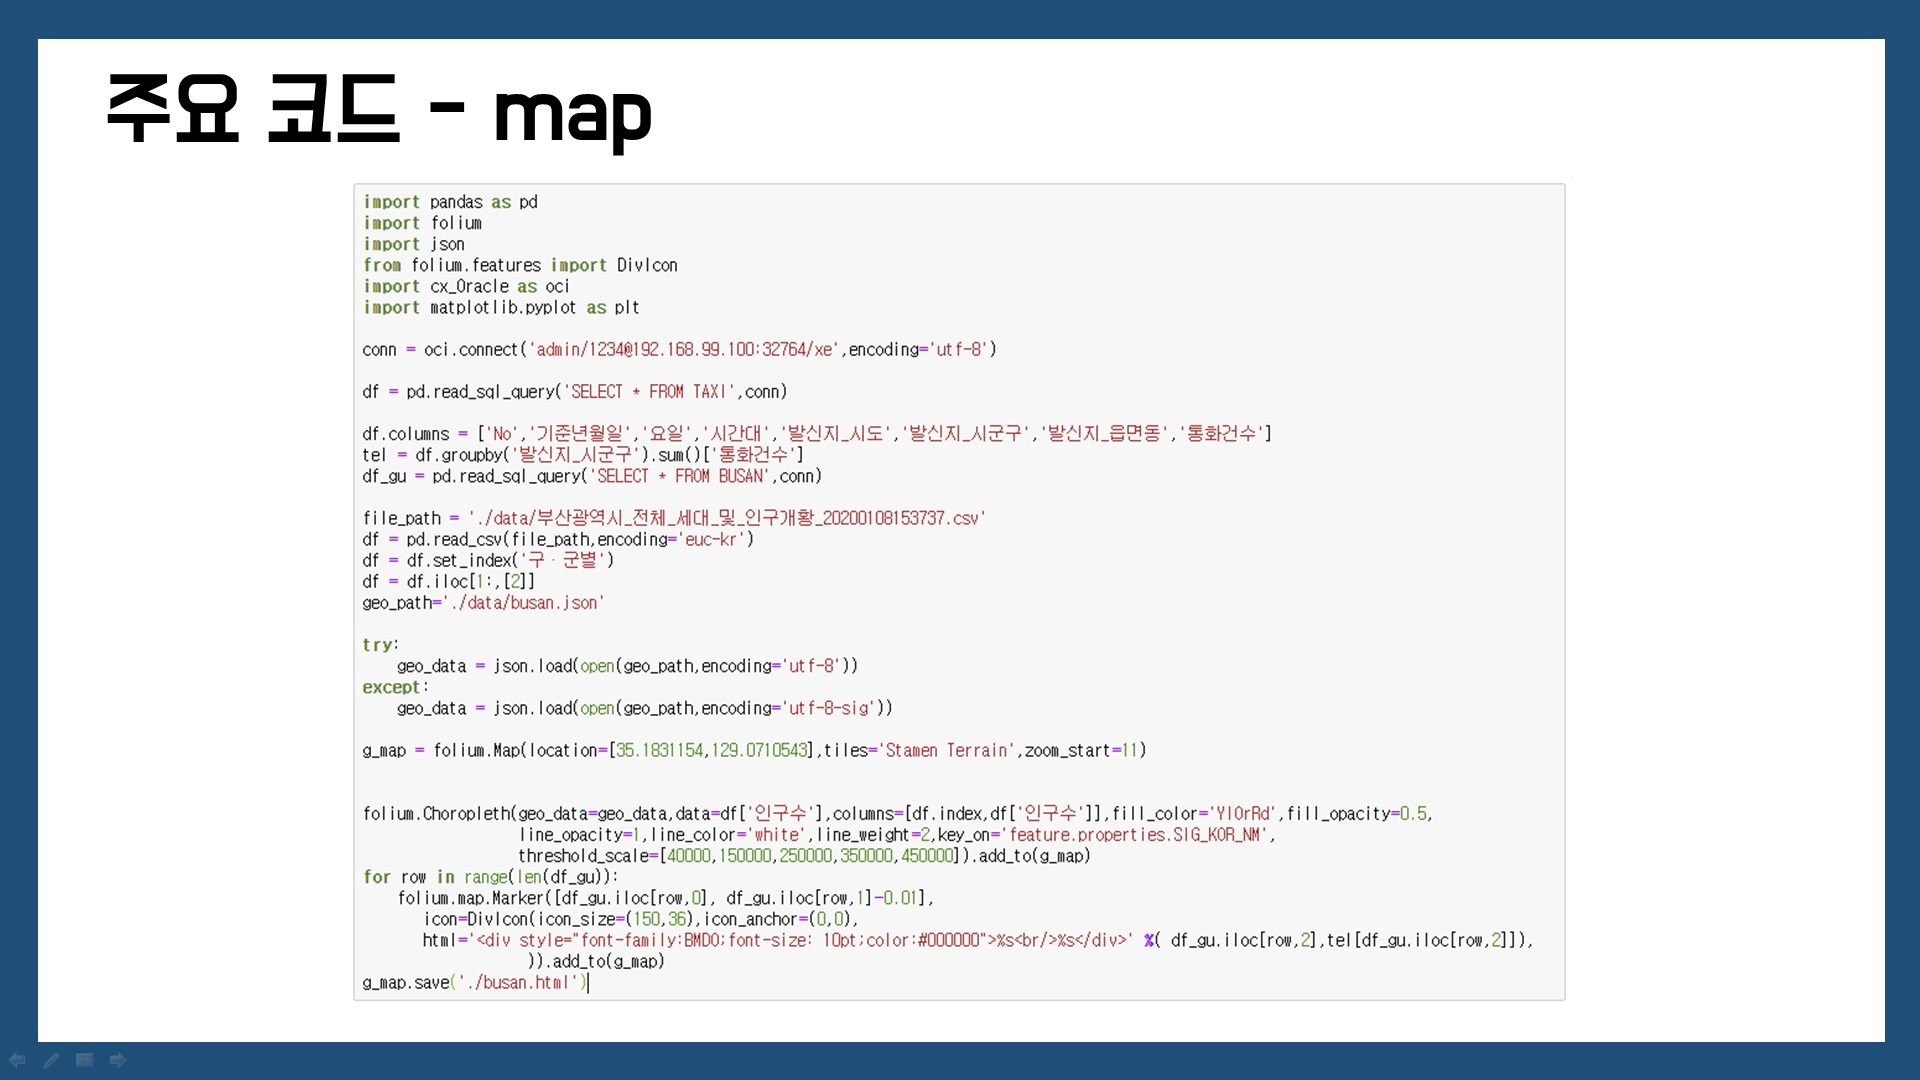 주요 코드 - map
import pandas as pd
import folium
import json
from folium.features import DivIcon
import cx_Oracle as oci
import matplotlib.pyplot as plt
conn = oci.connect('admin/1234@192.168.99.100:32764/xe',encoding='utf-8')
df = pd.read_sql_query('SELECT * FROM TAXI',conn)
df.columns = ['No','기준년월일','요일','시간대','발신지_시도','발신지_시군구','발신지_읍면동','통화건수']
tel = df.groupby('발신지_시군구').sum()['통화건수']
df_gu = pd.read_sql_query('SELECT * FROM BUSAN',conn)
file_path = './data/부산광역시_전체_세대_및_인구개황_20200108153737.csv'
df = pd.read_csv(file_path,encoding='euc-kr')
df = df.set_index('구ㆍ군별')
df = df.iloc[1:,[2]]
geo_path='./data/busan.json'
try:
    geo_data = json.load(open(geo_path,encoding='utf-8'))
except:
    geo_data = json.load(open(geo_path,encoding='utf-8-sig'))
g_map = folium.Map(location=[35.1831154,129.0710543],tiles='Stamen Terrain',zoom_start=11)
folium.Choropleth(geo_data=geo_data,data=df['인구수'],columns=[df.index,df['인구수']],fill_color='YlOrRd',fill_opacity=0.5,
                  line_opacity=1,line_color='white',line_weight=2,key_on='feature.properties.SIG_KOR_NM',
                  threshold_scale=[40000,150000,250000,350000,450000]).add_to(g_map)
for row in range(len(df_gu)):
    folium.map.Marker([df_gu.iloc[row,0], df_gu.iloc[row,1]-0.01],
       icon=DivIcon(icon_size=(150,36),icon_anchor=(0,0),
       html='<div style="font-family:BMDO;font-size: 10pt;color:#000000">%s<br/>%s</div>' %( df_gu.iloc[row,2],tel[df_gu.iloc[row,2]]),
                   )).add_to(g_map)
g_map.save('./busan.html')